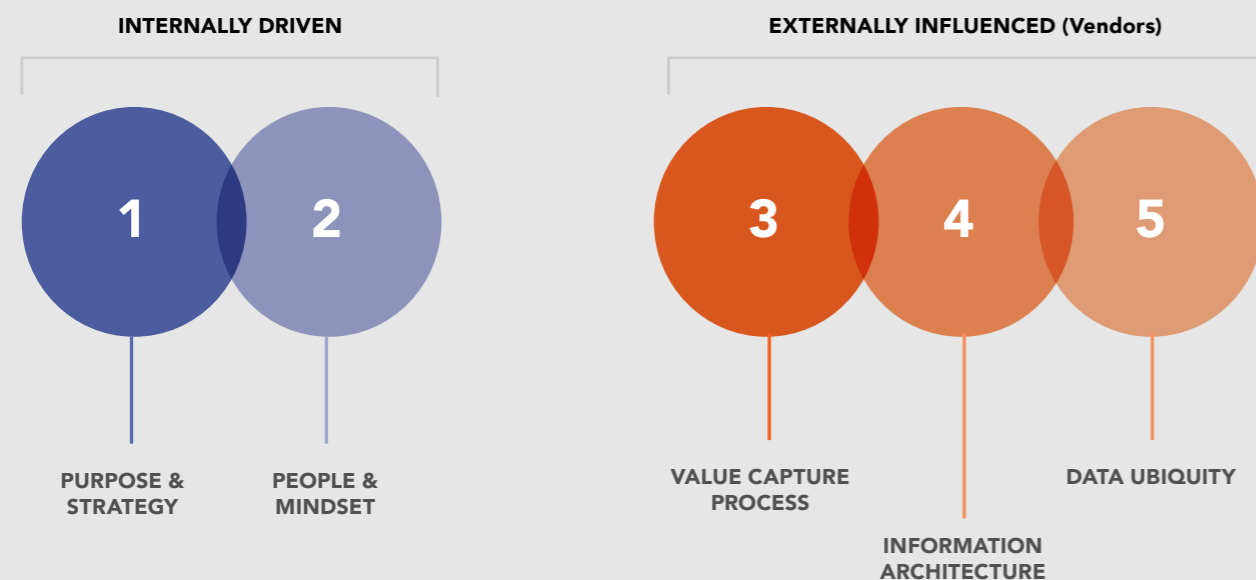 INTERNALLY DRIVEN
EXTERNALLY INFLUENCED (Vendors)
1
2
3
4
5
PURPOSE &
STRATEGY
PEOPLE &
MINDSET
VALUE CAPTURE
PROCESS
INFORMATION
ARCHITECTURE
DATA UBIQUITY